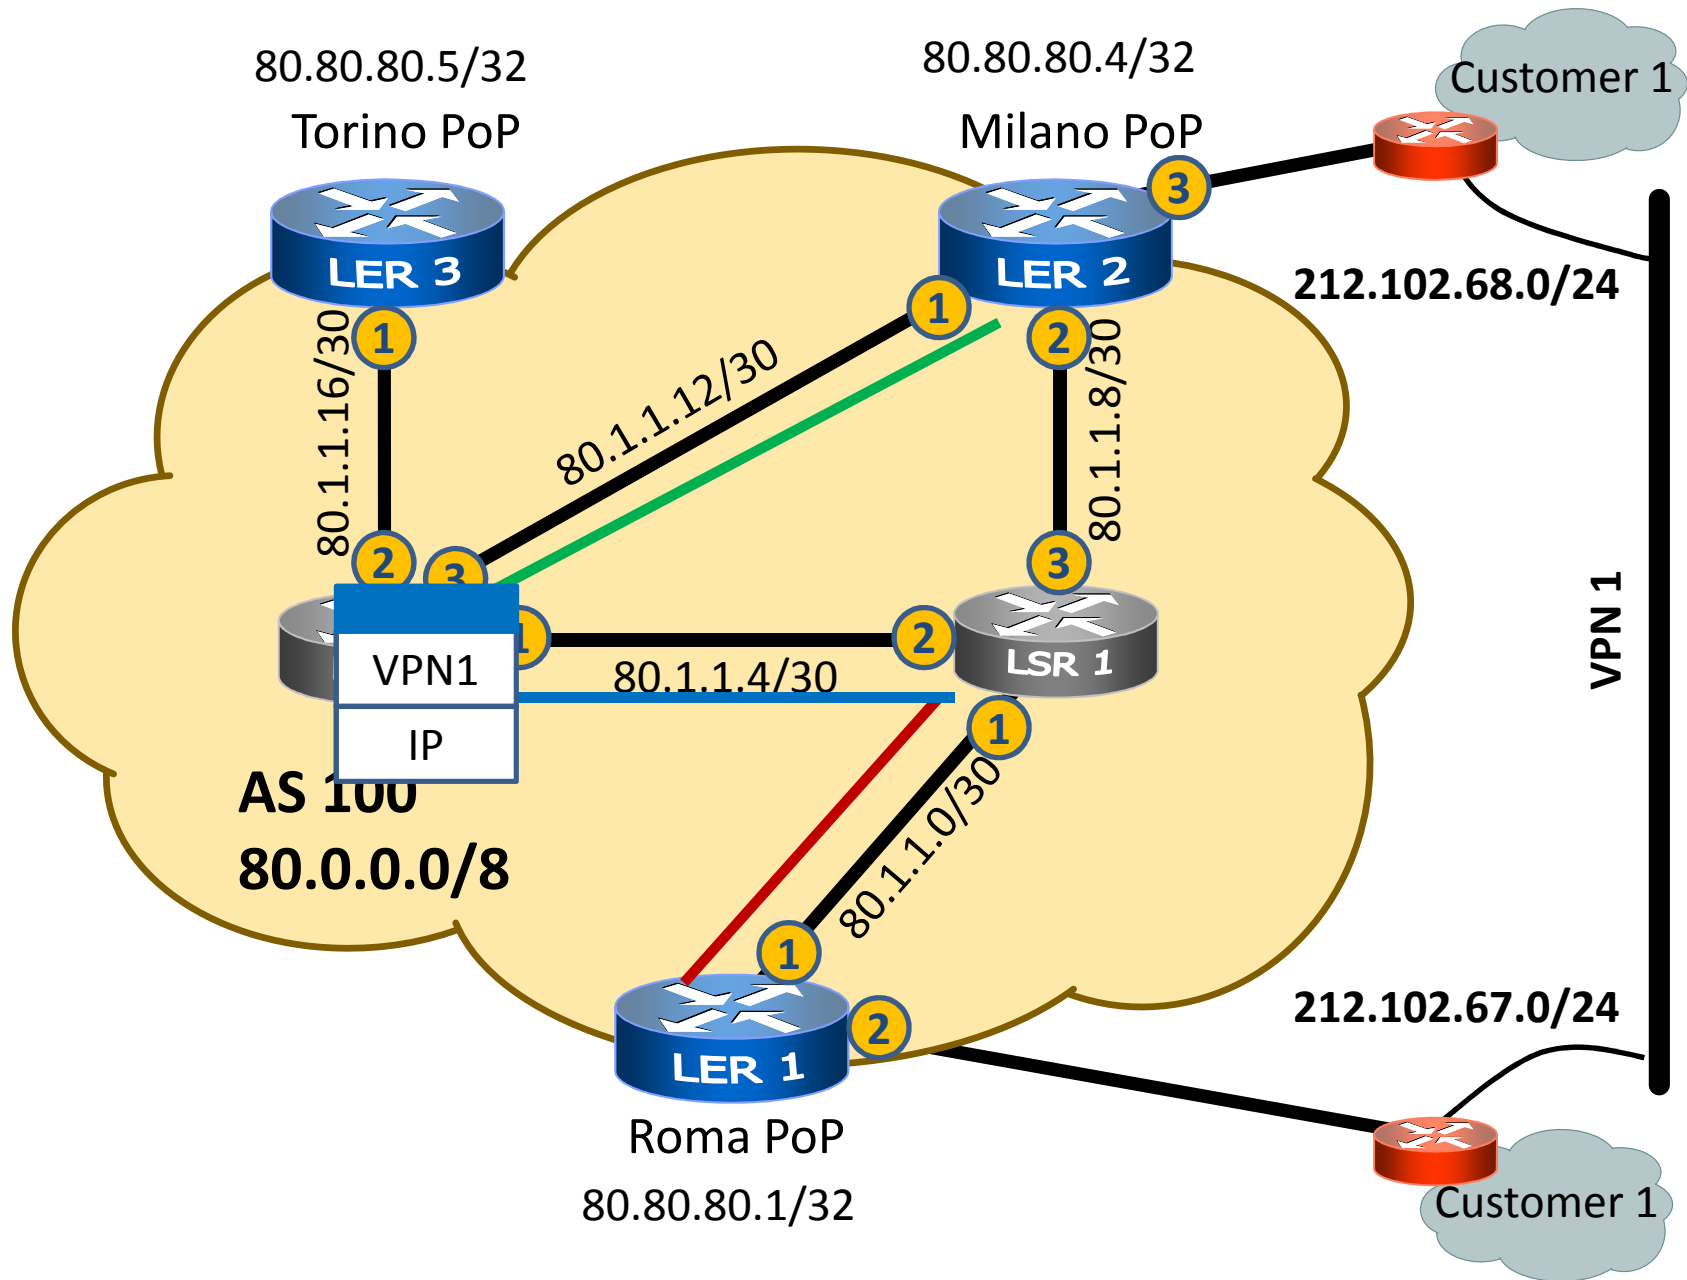 80.80.80.5/32
Torino PoP
80.80.80.4/32
Milano PoP
Customer 1
3
LER 3
LER 2
212.102.68.0/24
1
1
2
80.1.1.16/30
80.1.1.12/30
80.1.1.8/30
2
3
3
1
2
LSR 1
VPN1
80.1.1.4/30
IP
VPN 1
1
80.1.1.0/30
AS 100
80.0.0.0/8
1
2
212.102.67.0/24
LER 1
Roma PoP
80.80.80.1/32
Customer 1